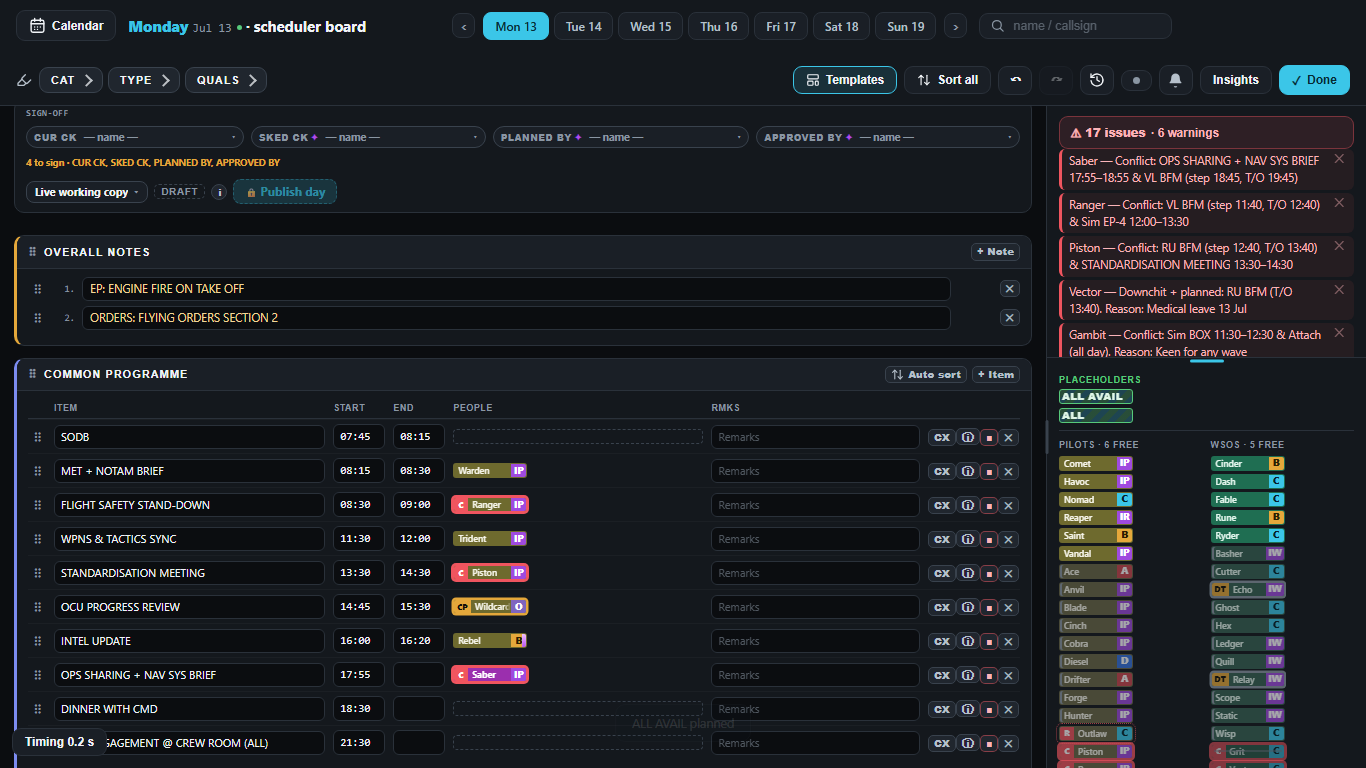 Calendar
Monday Jul 13 • · scheduler board
Mon 13
Tue 14
Wed 15
Thu 16
Fri 17
Sat 18
Sun 19
name / callsign
CAT
TYPE
QUALS
Templates
Sort all
Insights
✓ Done
SIGN-OFF
CUR CK — name —
SKED CK ✦ — name —
PLANNED BY ✦ — name —
APPROVED BY ✦ — name —
4 to sign · CUR CK, SKED CK, PLANNED BY, APPROVED BY
Live working copy
DRAFT
i
Publish day
OVERALL NOTES
+ Note
1. EP: ENGINE FIRE ON TAKE OFF
2. ORDERS: FLYING ORDERS SECTION 2
COMMON PROGRAMME
Auto sort
+ Item
ITEM START END PEOPLE RMKS
SODB 07:45 08:15 Remarks CX
MET + NOTAM BRIEF 08:15 08:30 Warden IP Remarks CX
FLIGHT SAFETY STAND-DOWN 08:30 09:00 C Ranger IP Remarks CX
WPNS & TACTICS SYNC 11:30 12:00 Trident IP Remarks CX
STANDARDISATION MEETING 13:30 14:30 C Piston IP Remarks CX
OCU PROGRESS REVIEW 14:45 15:30 CP Wildcard O Remarks CX
INTEL UPDATE 16:00 16:20 Rebel B Remarks CX
OPS SHARING + NAV SYS BRIEF 17:55 C Saber IP Remarks CX
DINNER WITH CMD 18:30 Remarks CX
ALL AVAIL planned
GAGEMENT @ CREW ROOM (ALL) 21:30 Remarks CX
Timing 0.2 s
⚠ 17 issues · 6 warnings
Saber — Conflict: OPS SHARING + NAV SYS BRIEF
17:55–18:55 & VL BFM (step 18:45, T/O 19:45)
Ranger — Conflict: VL BFM (step 11:40, T/O 12:40)
& Sim EP-4 12:00–13:30
Piston — Conflict: RU BFM (step 12:40, T/O 13:40)
& STANDARDISATION MEETING 13:30–14:30
Vector — Downchit + planned: RU BFM (T/O
13:40). Reason: Medical leave 13 Jul
Gambit — Conflict: Sim BOX 11:30–12:30 & Attach
(all day). Reason: Keen for any wave
PLACEHOLDERS
ALL AVAIL
ALL
PILOTS · 6 FREE
Comet IP
Havoc IP
Nomad C
Reaper IR
Saint B
Vandal IP
Ace A
Anvil IP
Blade IP
Cinch IP
Cobra IP
Diesel D
Drifter A
Forge IP
Hunter IP
R Outlaw C
C Piston IP
WSOS · 5 FREE
Cinder B
Dash C
Fable C
Rune B
Ryder C
Basher IW
Cutter C
DT Echo IW
Ghost C
Hex C
Ledger IW
Quill IW
DT Relay IW
Scope IW
Static IW
Wisp C
C Grit C